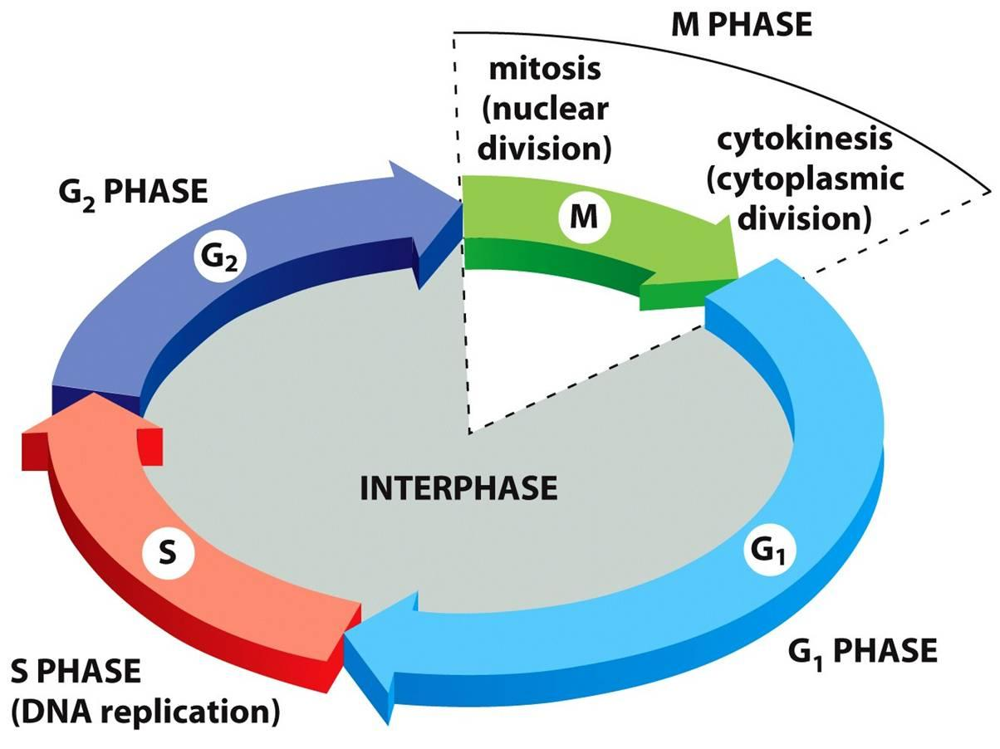 M PHASE
mitosis
(nuclear
division)
cytokinesis
(cytoplasmic
division)
G₂ PHASE
M
G₂
INTERPHASE
S
G₁
G₁ PHASE
S PHASE
(DNA replication)